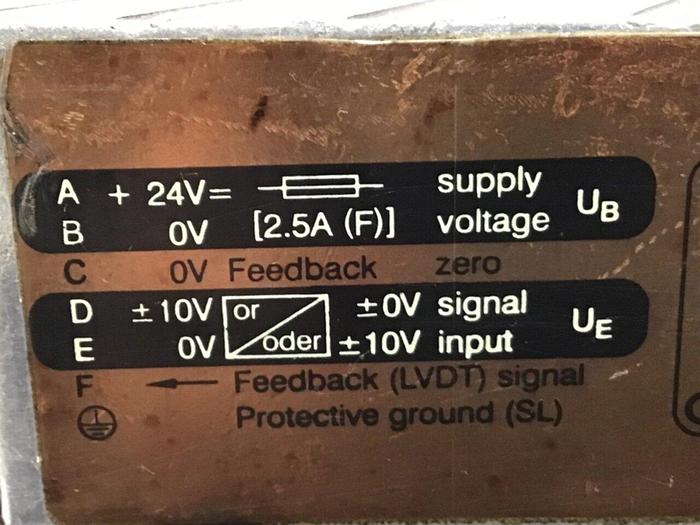 A + 24V= supply
B 0V [2.5A (F)] voltage UB
C 0V Feedback zero
D ±10V or ±0V signal
E 0V oder ±10V input UE
F ← Feedback (LVDT) signal
Protective ground (SL)